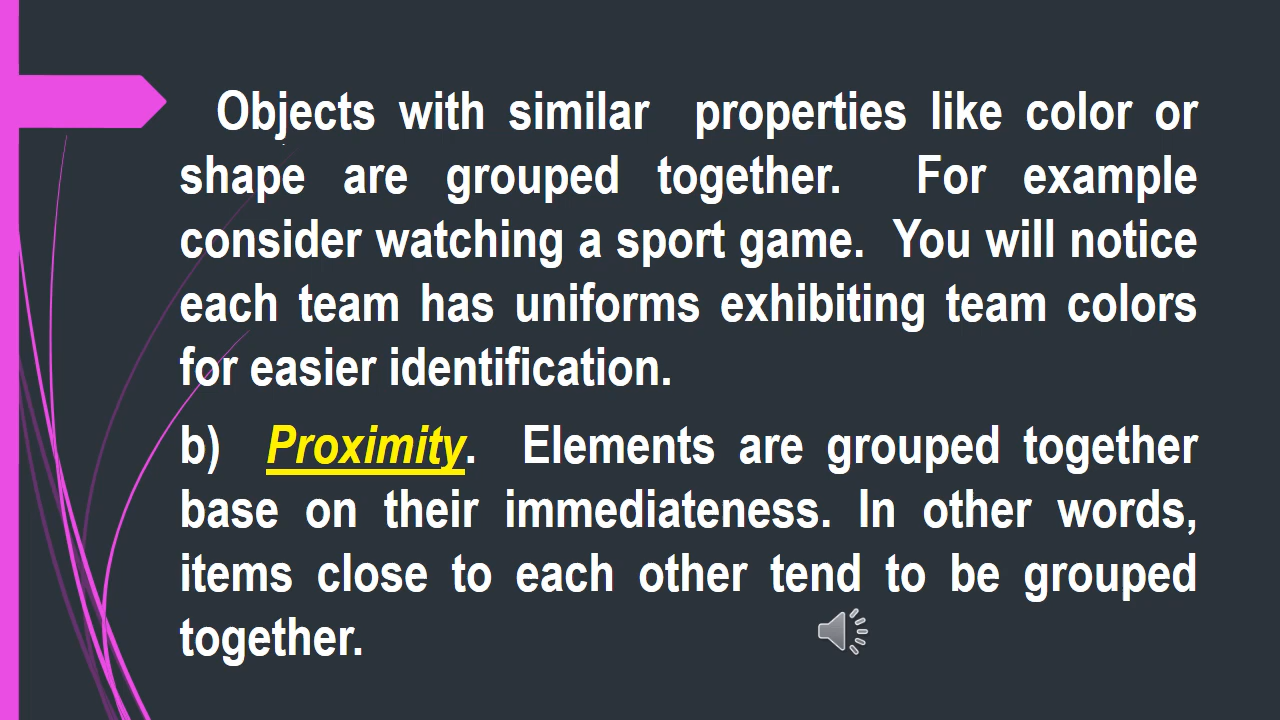 Objects with similar properties like color or
shape are grouped together. For example
consider watching a sport game. You will notice
each team has uniforms exhibiting team colors
for easier identification.
b) Proximity. Elements are grouped together
base on their immediateness. In other words,
items close to each other tend to be grouped
together.